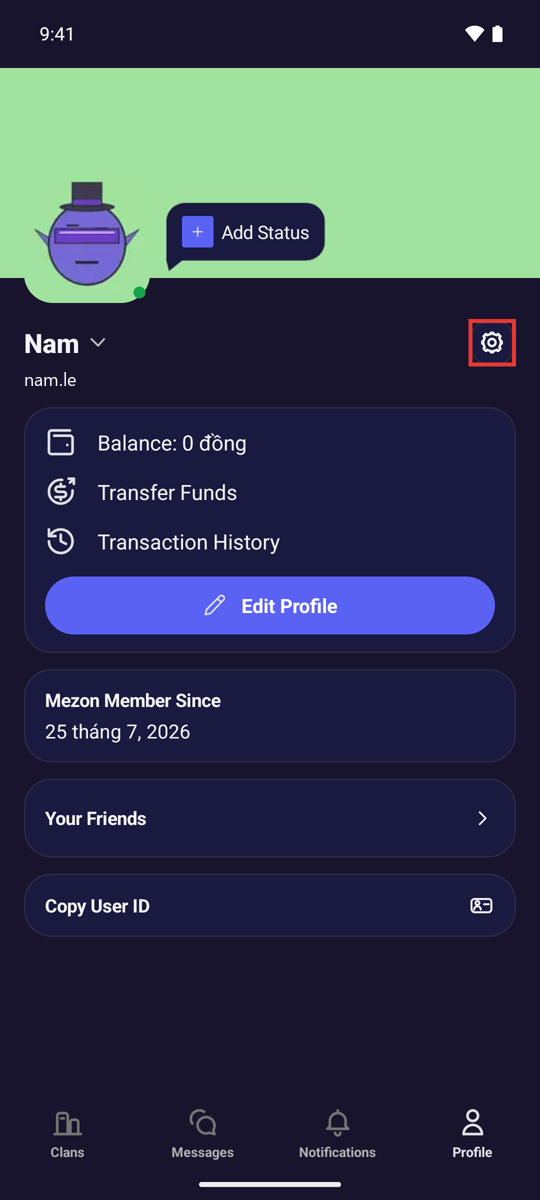 9:41
Add Status
Nam
nam.le
Balance: 0 đồng
Transfer Funds
Transaction History
Edit Profile
Mezon Member Since
25 tháng 7, 2026
Your Friends
Copy User ID
Clans
Messages
Notifications
Profile